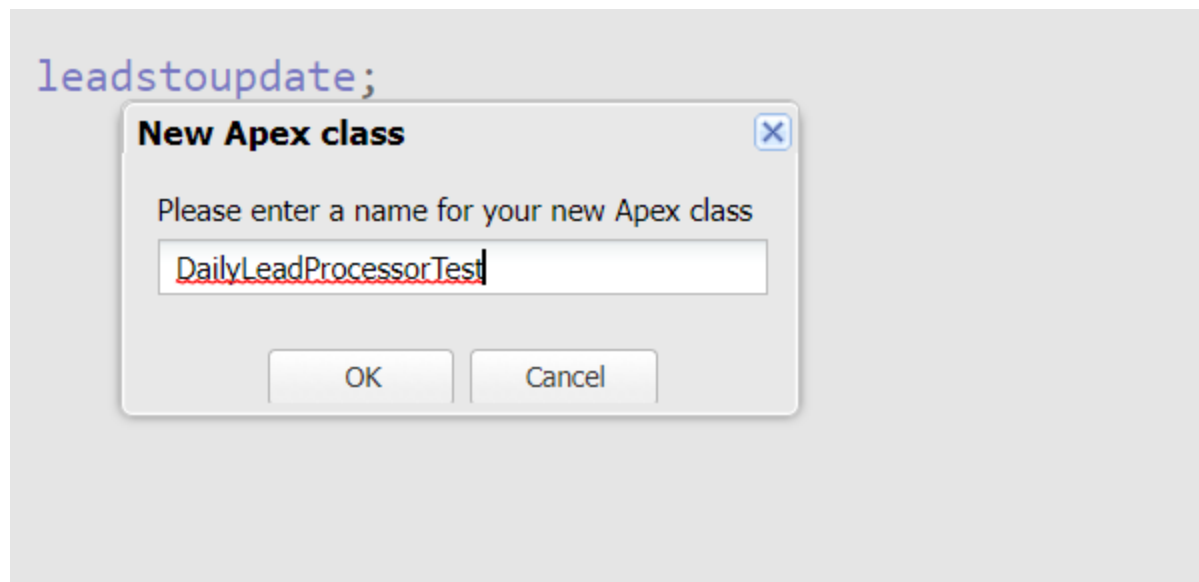 leadstoupdate;
New Apex class
Please enter a name for your new Apex class
DailyLeadProcessorTest
OK Cancel